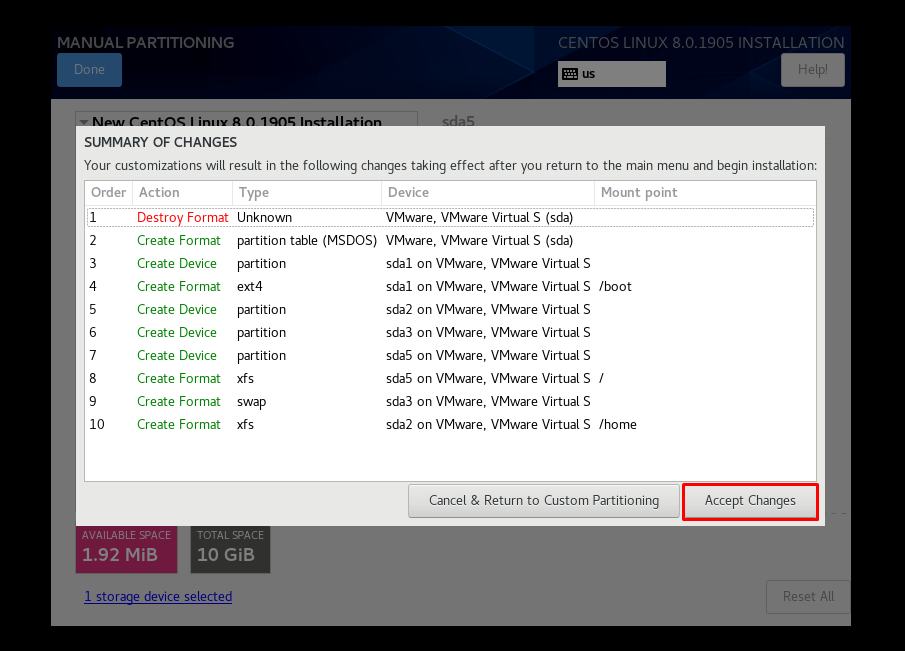 MANUAL PARTITIONING
CENTOS LINUX 8.0.1905 INSTALLATION
Done
us
Help!
New CentOS Linux 8.0.1905 Installation
sda5
SUMMARY OF CHANGES
Your customizations will result in the following changes taking effect after you return to the main menu and begin installation:
Order Action Type Device Mount point
1 Destroy Format Unknown VMware, VMware Virtual S (sda)
2 Create Format partition table (MSDOS) VMware, VMware Virtual S (sda)
3 Create Device partition sda1 on VMware, VMware Virtual S
4 Create Format ext4 sda1 on VMware, VMware Virtual S /boot
5 Create Device partition sda2 on VMware, VMware Virtual S
6 Create Device partition sda3 on VMware, VMware Virtual S
7 Create Device partition sda5 on VMware, VMware Virtual S
8 Create Format xfs sda5 on VMware, VMware Virtual S /
9 Create Format swap sda3 on VMware, VMware Virtual S
10 Create Format xfs sda2 on VMware, VMware Virtual S /home
Cancel & Return to Custom Partitioning Accept Changes
AVAILABLE SPACE
1.92 MiB
TOTAL SPACE
10 GiB
1 storage device selected
Reset All